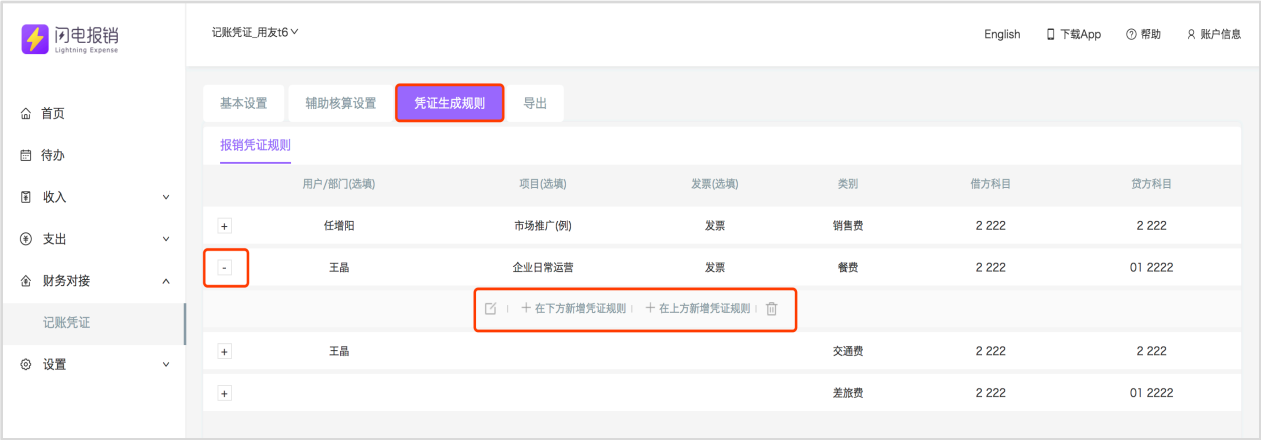 闪电报销
Lightning Expense
记账凭证_用友t6
English 下载App 帮助 账户信息
首页
待办
收入
支出
财务对接
记账凭证
设置
基本设置 辅助核算设置 凭证生成规则 导出
报销凭证规则
用户/部门(选填) 项目(选填) 发票(选填) 类别 借方科目 贷方科目
+ 任增阳 市场推广(例) 发票 销售费 2 222 2 222
- 王晶 企业日常运营 发票 餐费 2 222 01 2222
+ 在下方新增凭证规则 + 在上方新增凭证规则
+ 王晶 交通费 2 222 2 222
+ 差旅费 2 222 01 2222